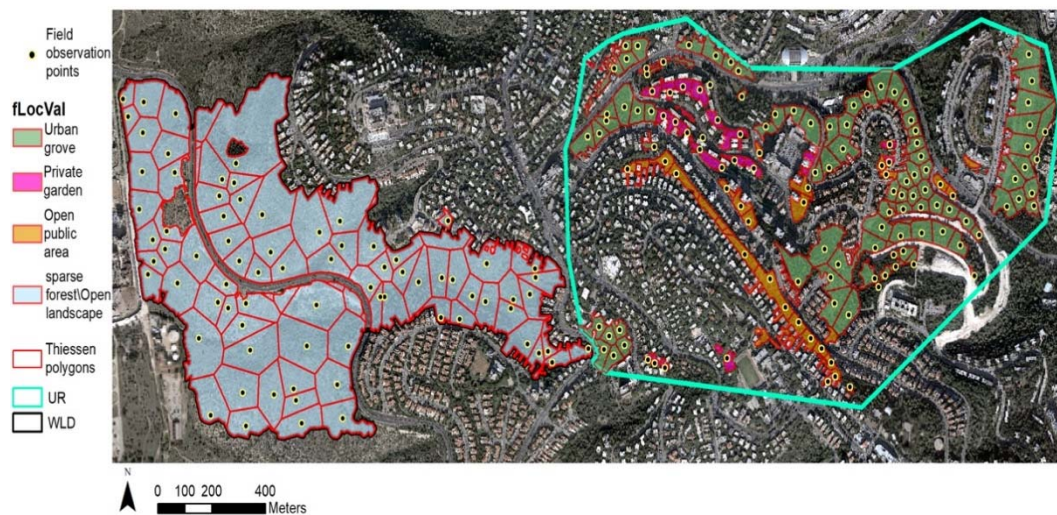 Field
observation
points
fLocVal
Urban
grove
Private
garden
Open
public
area
sparse
forest\Open
landscape
Thiessen
polygons
UR
WLD
N
0 100 200 400
Meters